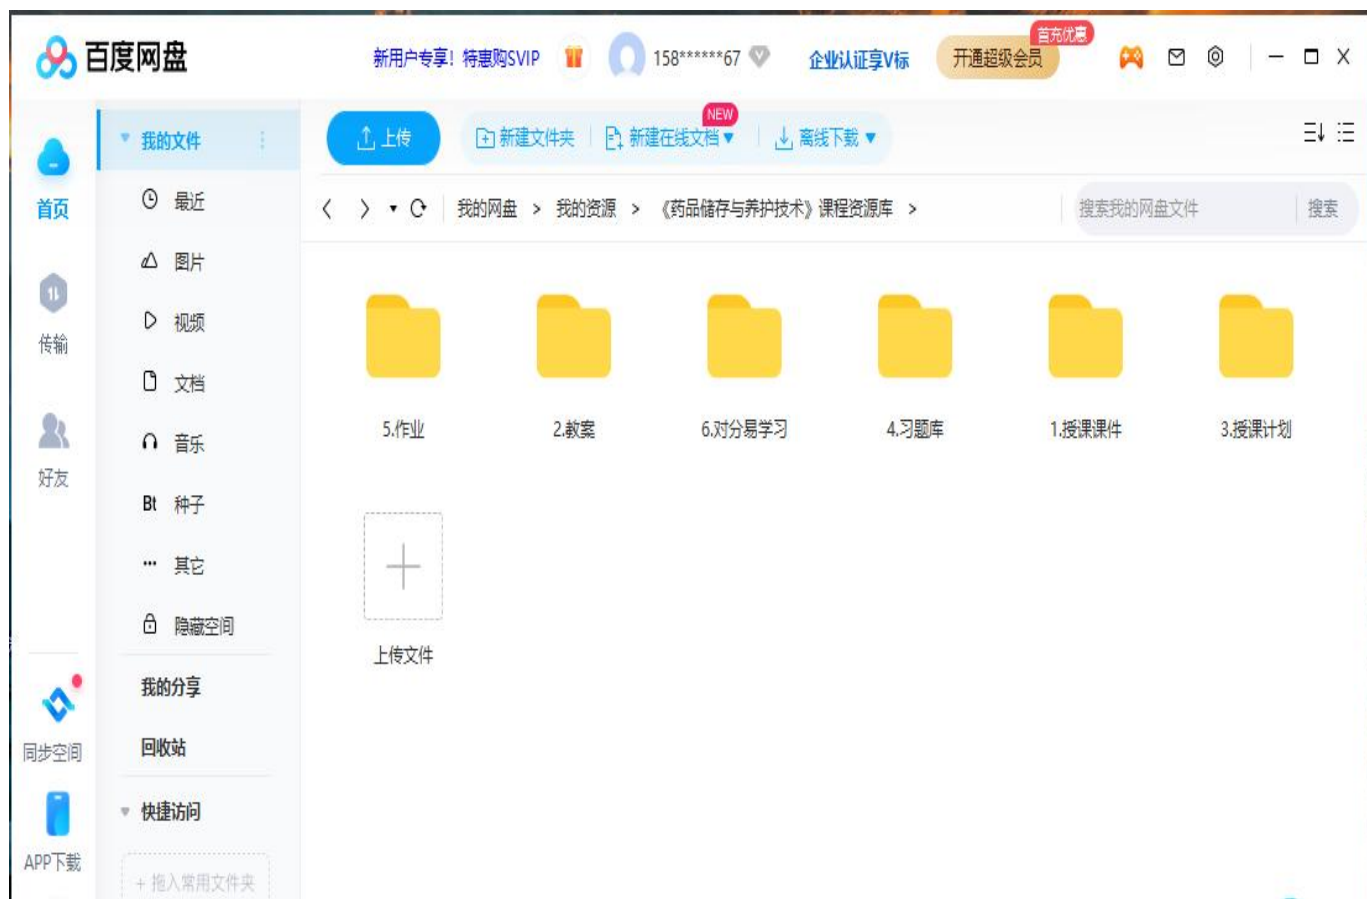 百度网盘
新用户专享！特惠购SVIP
158******67
企业认证享V标
开通超级会员
首充优惠
首页
传输
好友
同步空间
APP下载
我的文件
最近
图片
视频
文档
音乐
Bt 种子
其它
隐藏空间
我的分享
回收站
快捷访问
+ 拖入常用文件夹
上传
新建文件夹
新建在线文档
NEW
离线下载
我的网盘 > 我的资源 > 《药品储存与养护技术》课程资源库 >
搜索我的网盘文件
搜索
5.作业
2.教案
6.对分易学习
4.习题库
1.授课课件
3.授课计划
上传文件